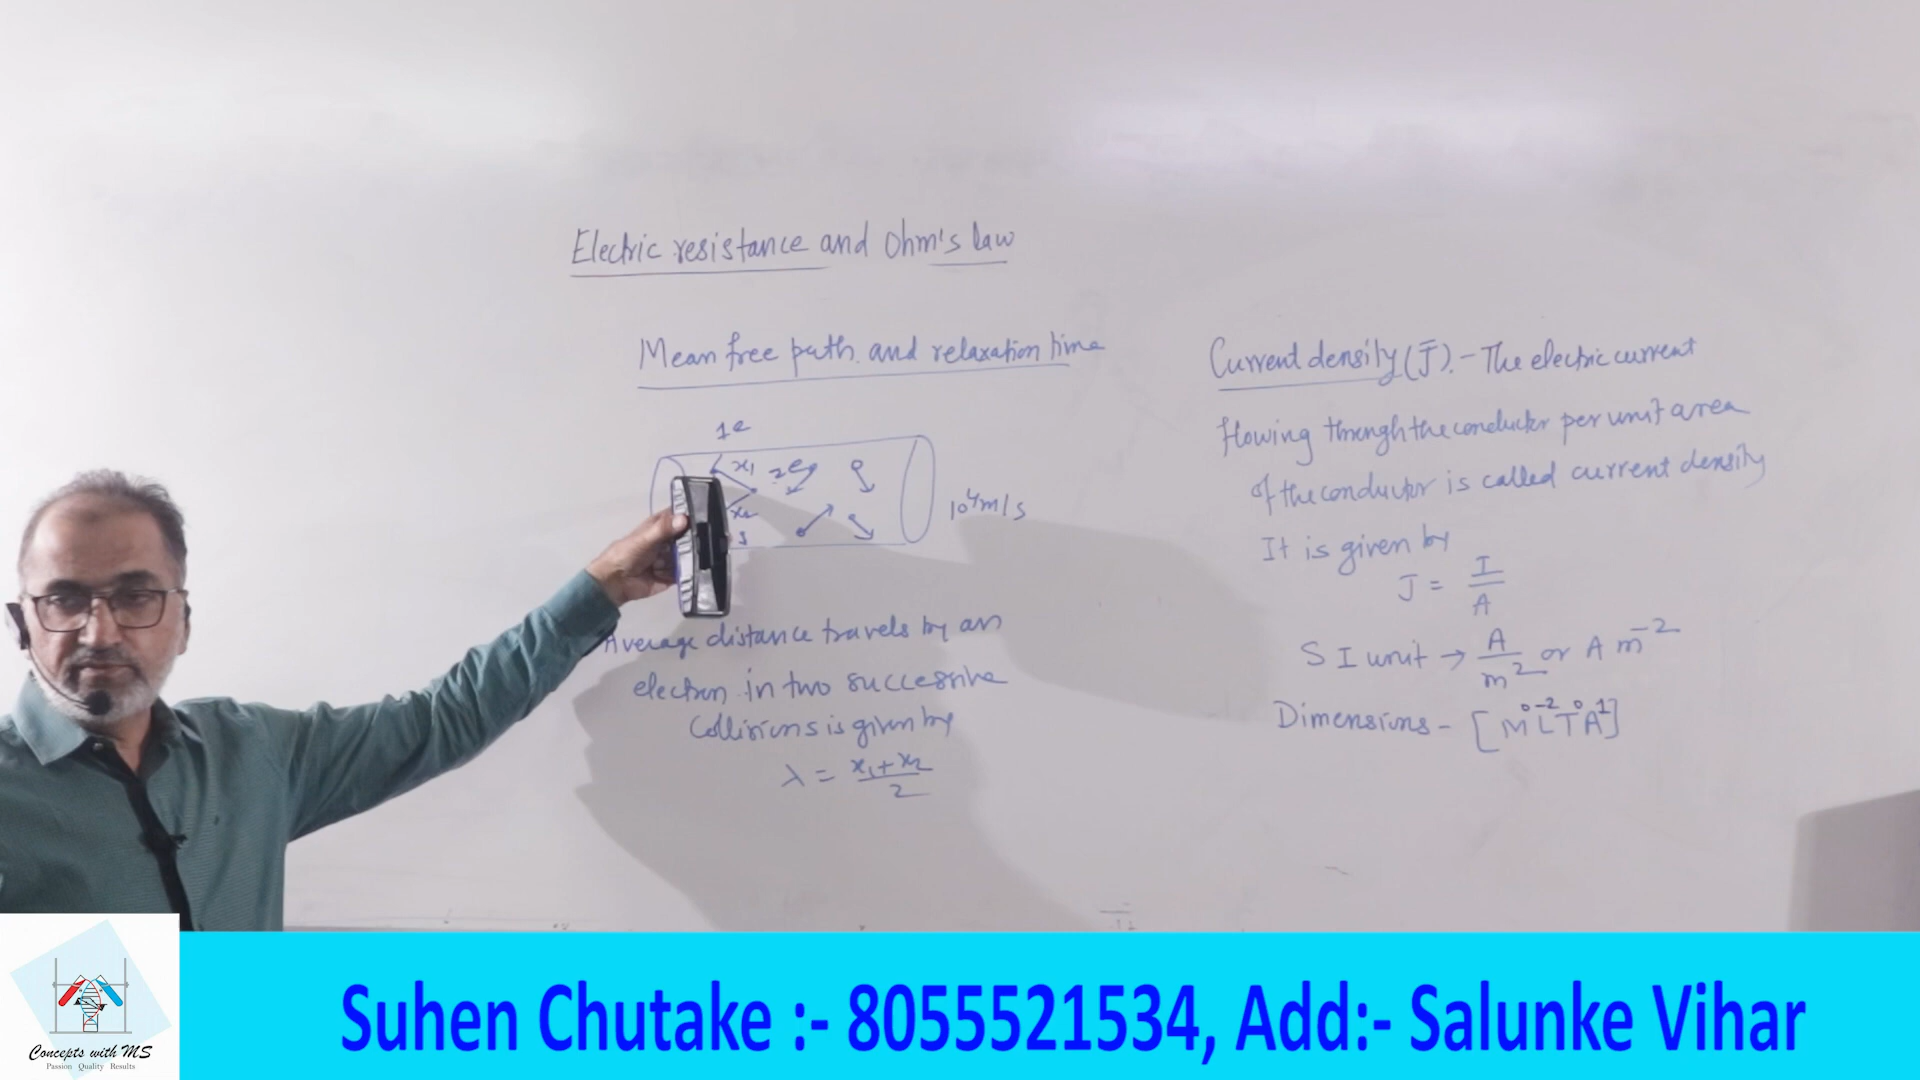 Electric resistance and Ohm's law
Mean free path and relaxation time
1e
x1
2e
x2
10⁴m/s
Average distance travels by an
electron in two successive
Collisions is given by
λ = x1+x2/2
Current density (J̄) - The electric current
flowing through the conductor per unit area
of the conductor is called current density
It is given by
J = I/A
S I unit → A/m² or A m⁻²
Dimensions - [M⁰L⁻²T⁰A¹]
Concepts with MS
Passion Quality Results
Suhen Chutake :- 8055521534, Add:- Salunke Vihar